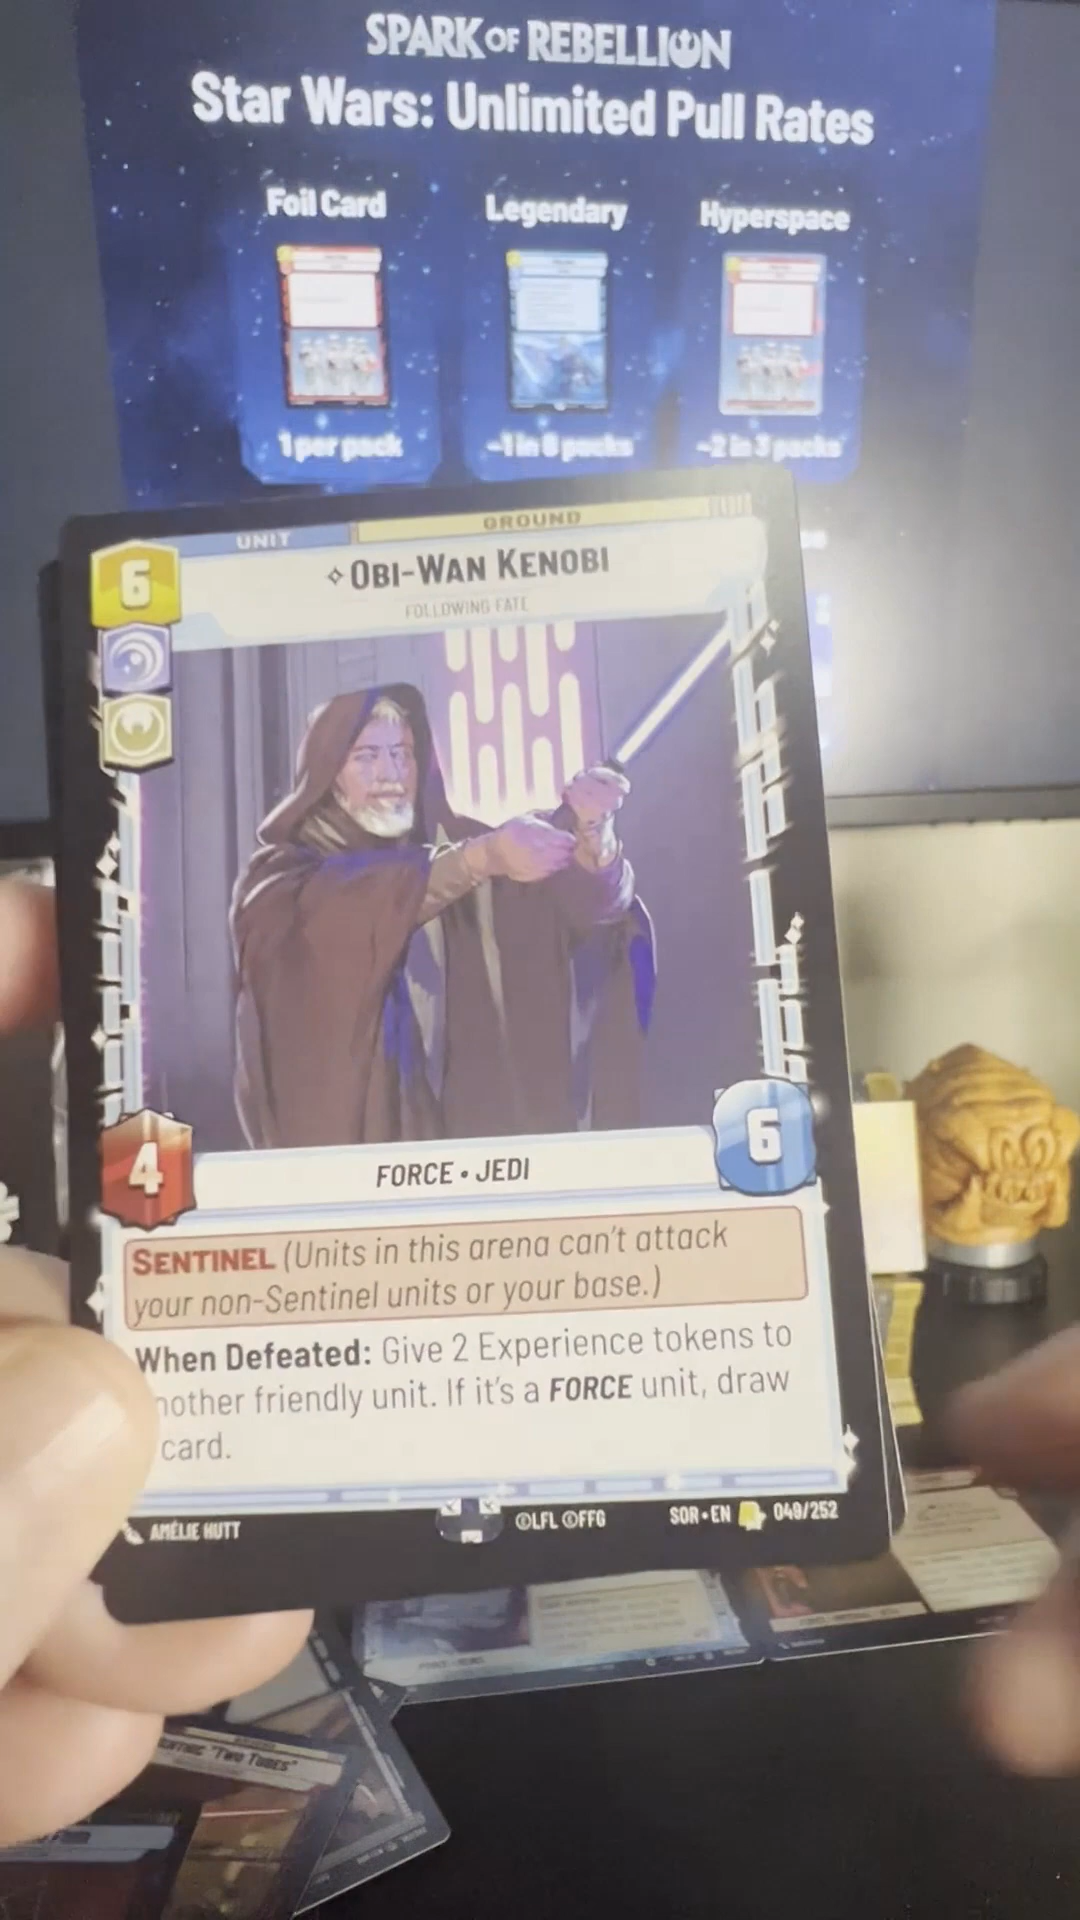 SPARK OF REBELLION
Star Wars: Unlimited Pull Rates
Foil Card
Legendary
Hyperspace
1 per pack
~1 in 8 packs
~2 in 3 packs
UNIT
GROUND
6
OBI-WAN KENOBI
FOLLOWING FATE
4
FORCE • JEDI
6
SENTINEL (Units in this arena can't attack
your non-Sentinel units or your base.)
When Defeated: Give 2 Experience tokens to
nother friendly unit. If it's a FORCE unit, draw
card.
AMÉLIE HUTT
©LFL ©FFG
SOR • EN
049/252
"TWO TUBES"